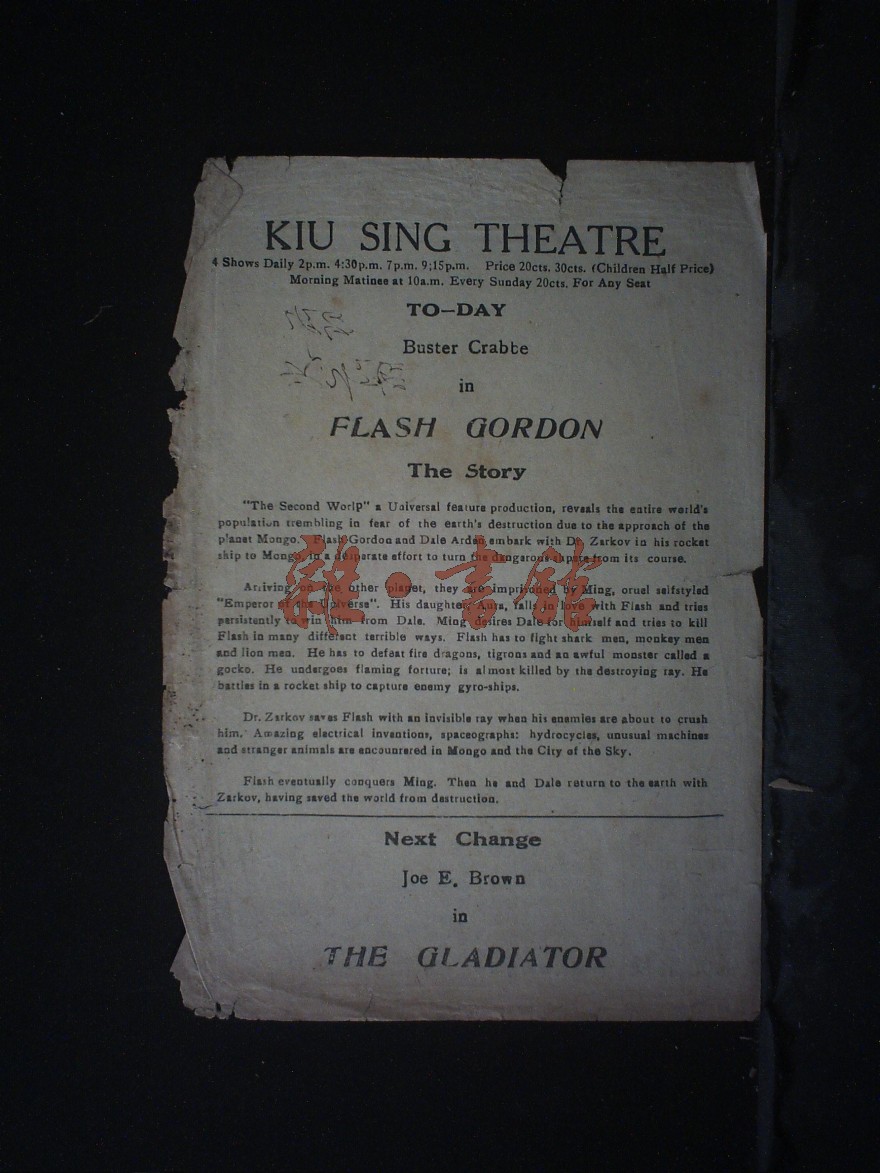 KIU SING THEATRE
4 Shows Daily 2p.m. 4:30p.m. 7p.m. 9;15p.m. Price 20cts. 30cts. (Children Half Price)
Morning Matinee at 10a.m. Every Sunday 20cts. For Any Seat
TO-DAY
Buster Crabbe
in
FLASH GORDON
The Story
"The Second Worlp" a Universal feature production, reveals the entire world's
population trembling in fear of the earth's destruction due to the approach of the
planet Mongo. Flash Gordon and Dale Arden embark with Dr. Zarkov in his rocket
ship to Mongo, in a desperate effort to turn the dangerous from its course.
雜·書館
Arriving on the other planet, they are imprisoned by Ming, oruel selfstyled
"Emperor of the Universe". His daughter, Aura, falls in love with Flash and tries
persistently to win him from Dale. Ming desires Dale for himself and tries to kill
Flash in many different terrible ways. Flash has to fight shark men, monkey men
and lion men. He has to defeat fire dragons, tigrons and an awful monster called a
gocko. He undergoes flaming forture; is almost killed by the destroying ray. He
battles in a rocket ship to capture enemy gyro-ships.
Dr. Zarkov saves Flash with an invisible ray when his enemies are about to crush
him. Amazing electrical inventions, spaceographs: hydrocycles, unusual machines
and stranger animals are encounrered in Mongo and the City of the Sky.
Flash eventually conquers Ming. Then he and Dale return to the earth with
Zarkov, having saved the world from destruction.
Next Change
Joe E. Brown
in
THE GLADIATOR